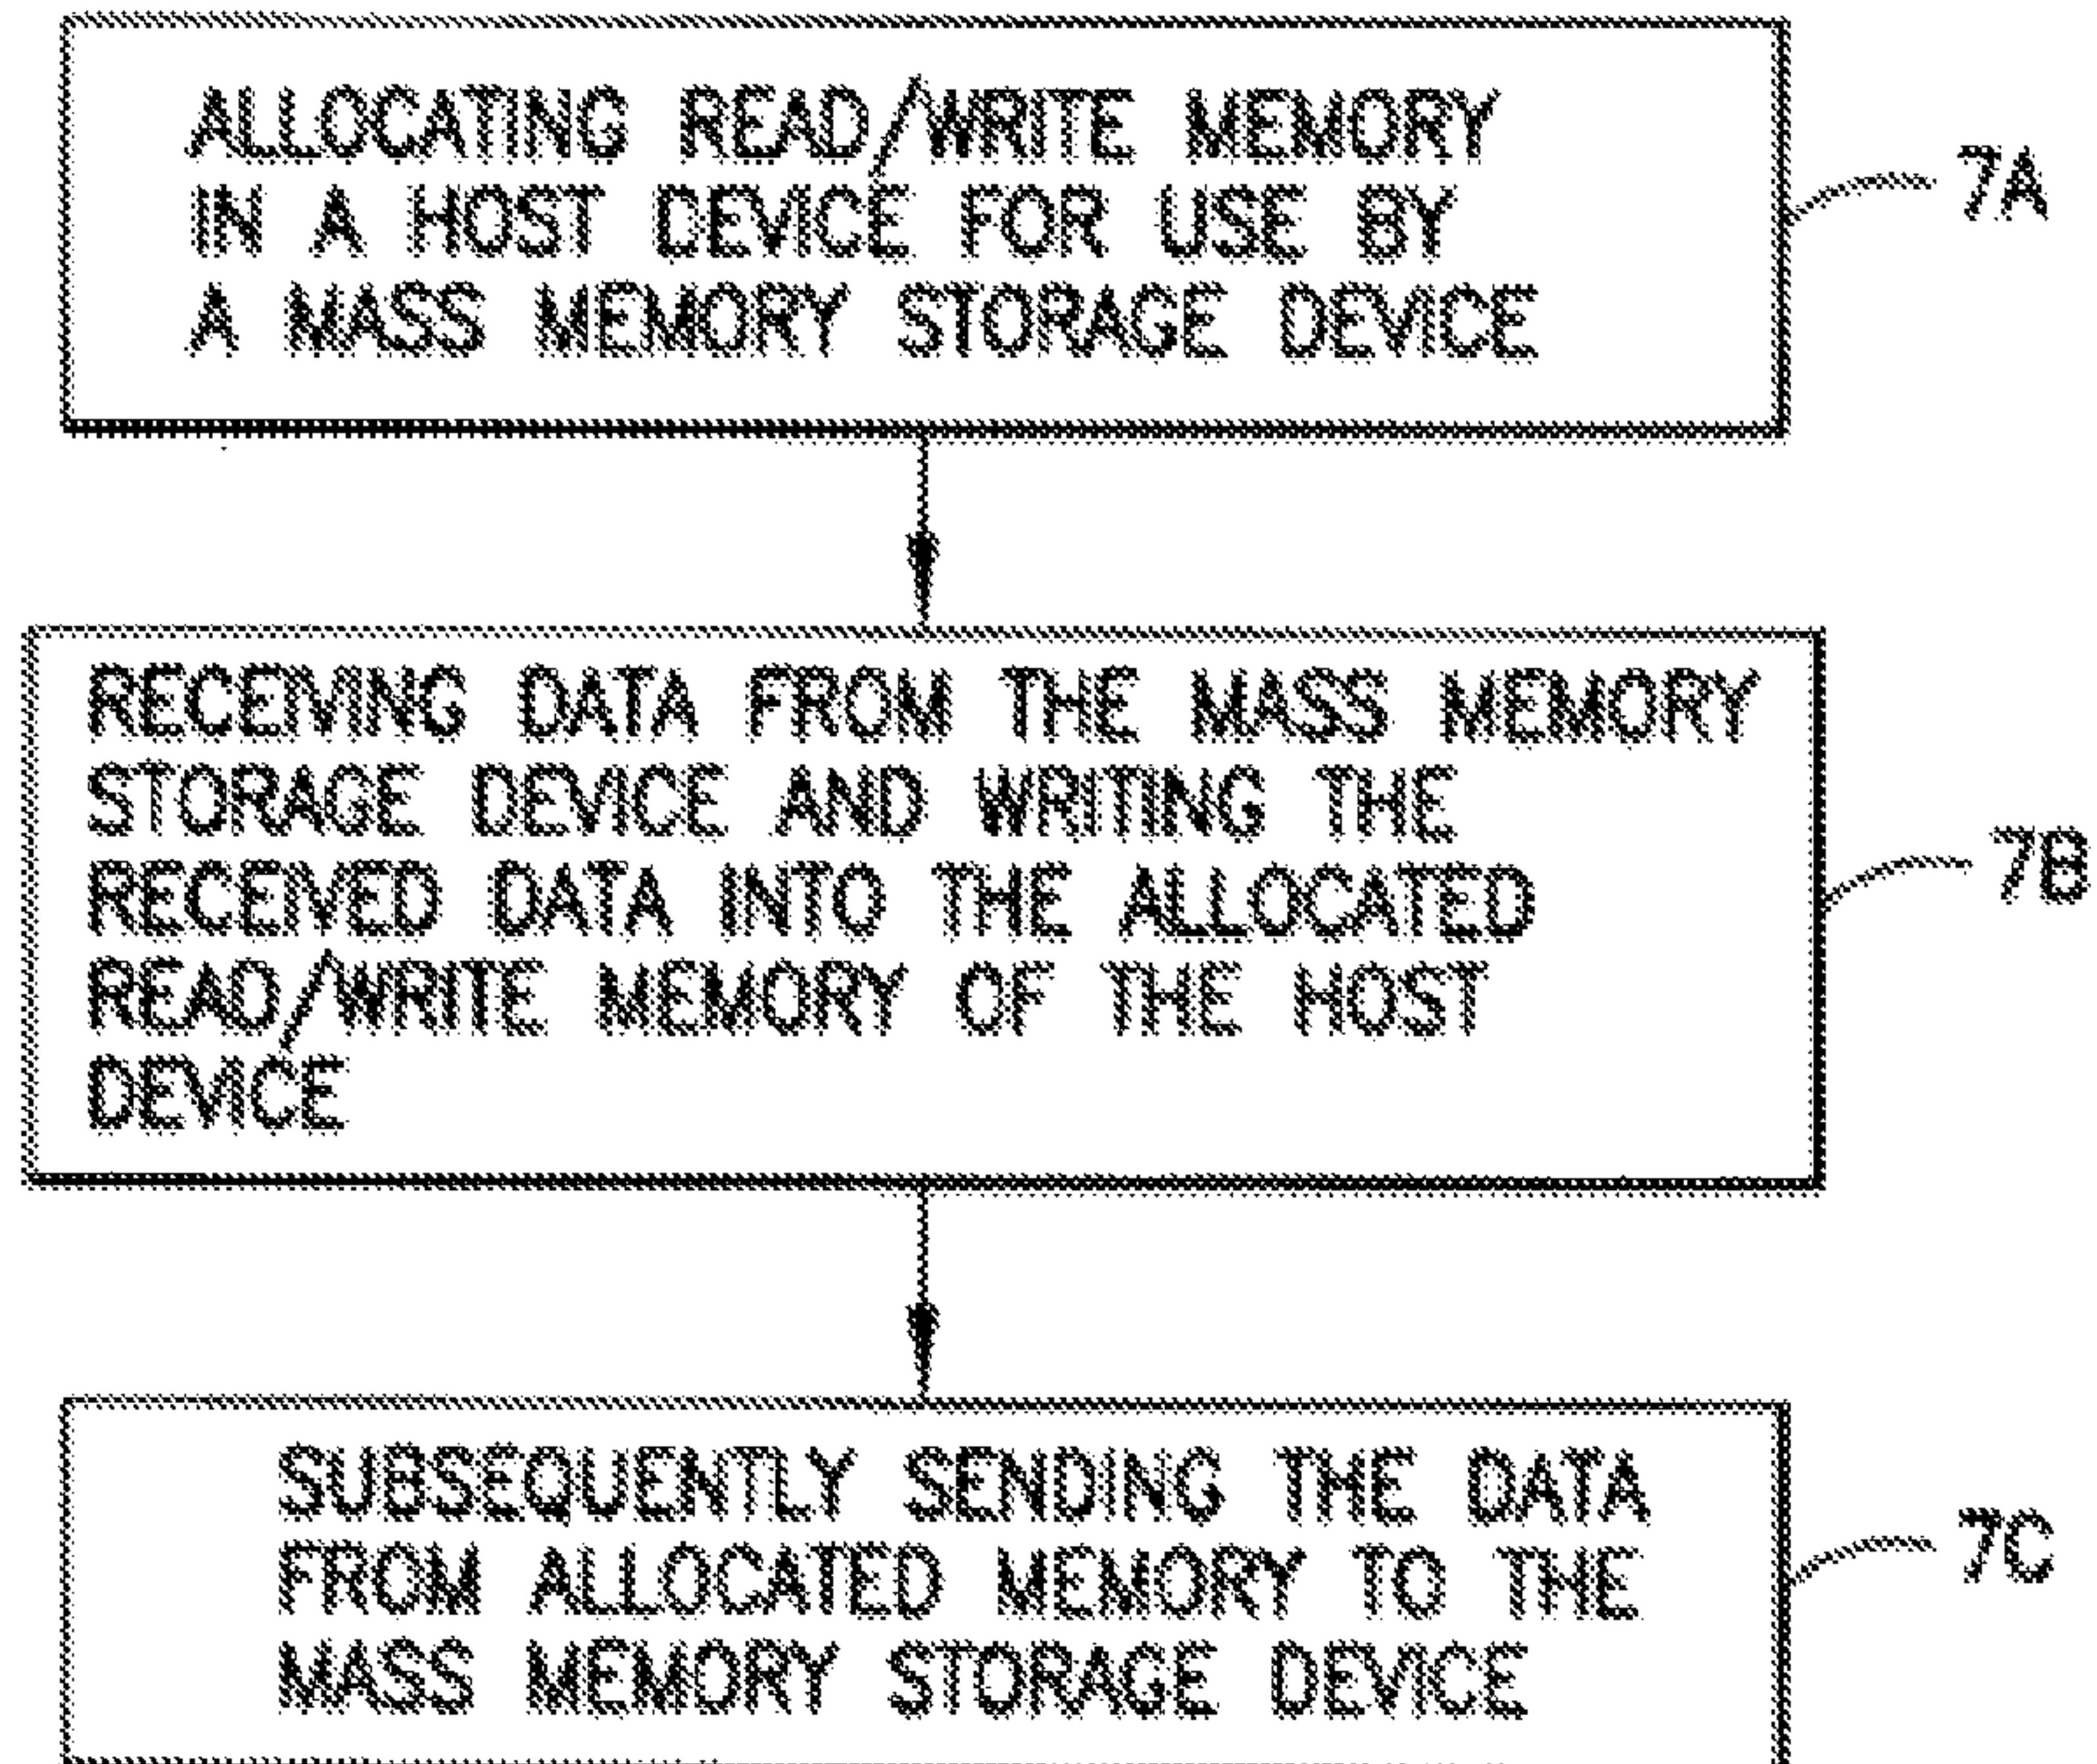 ALLOCATING READ/WRITE MEMORY
IN A HOST DEVICE FOR USE BY
A MASS MEMORY STORAGE DEVICE
7A
RECEIVING DATA FROM THE MASS MEMORY
STORAGE DEVICE AND WRITING THE
RECEIVED DATA INTO THE ALLOCATED
READ/WRITE MEMORY OF THE HOST
DEVICE
7B
SUBSEQUENTLY SENDING THE DATA
FROM ALLOCATED MEMORY TO THE
MASS MEMORY STORAGE DEVICE
7C